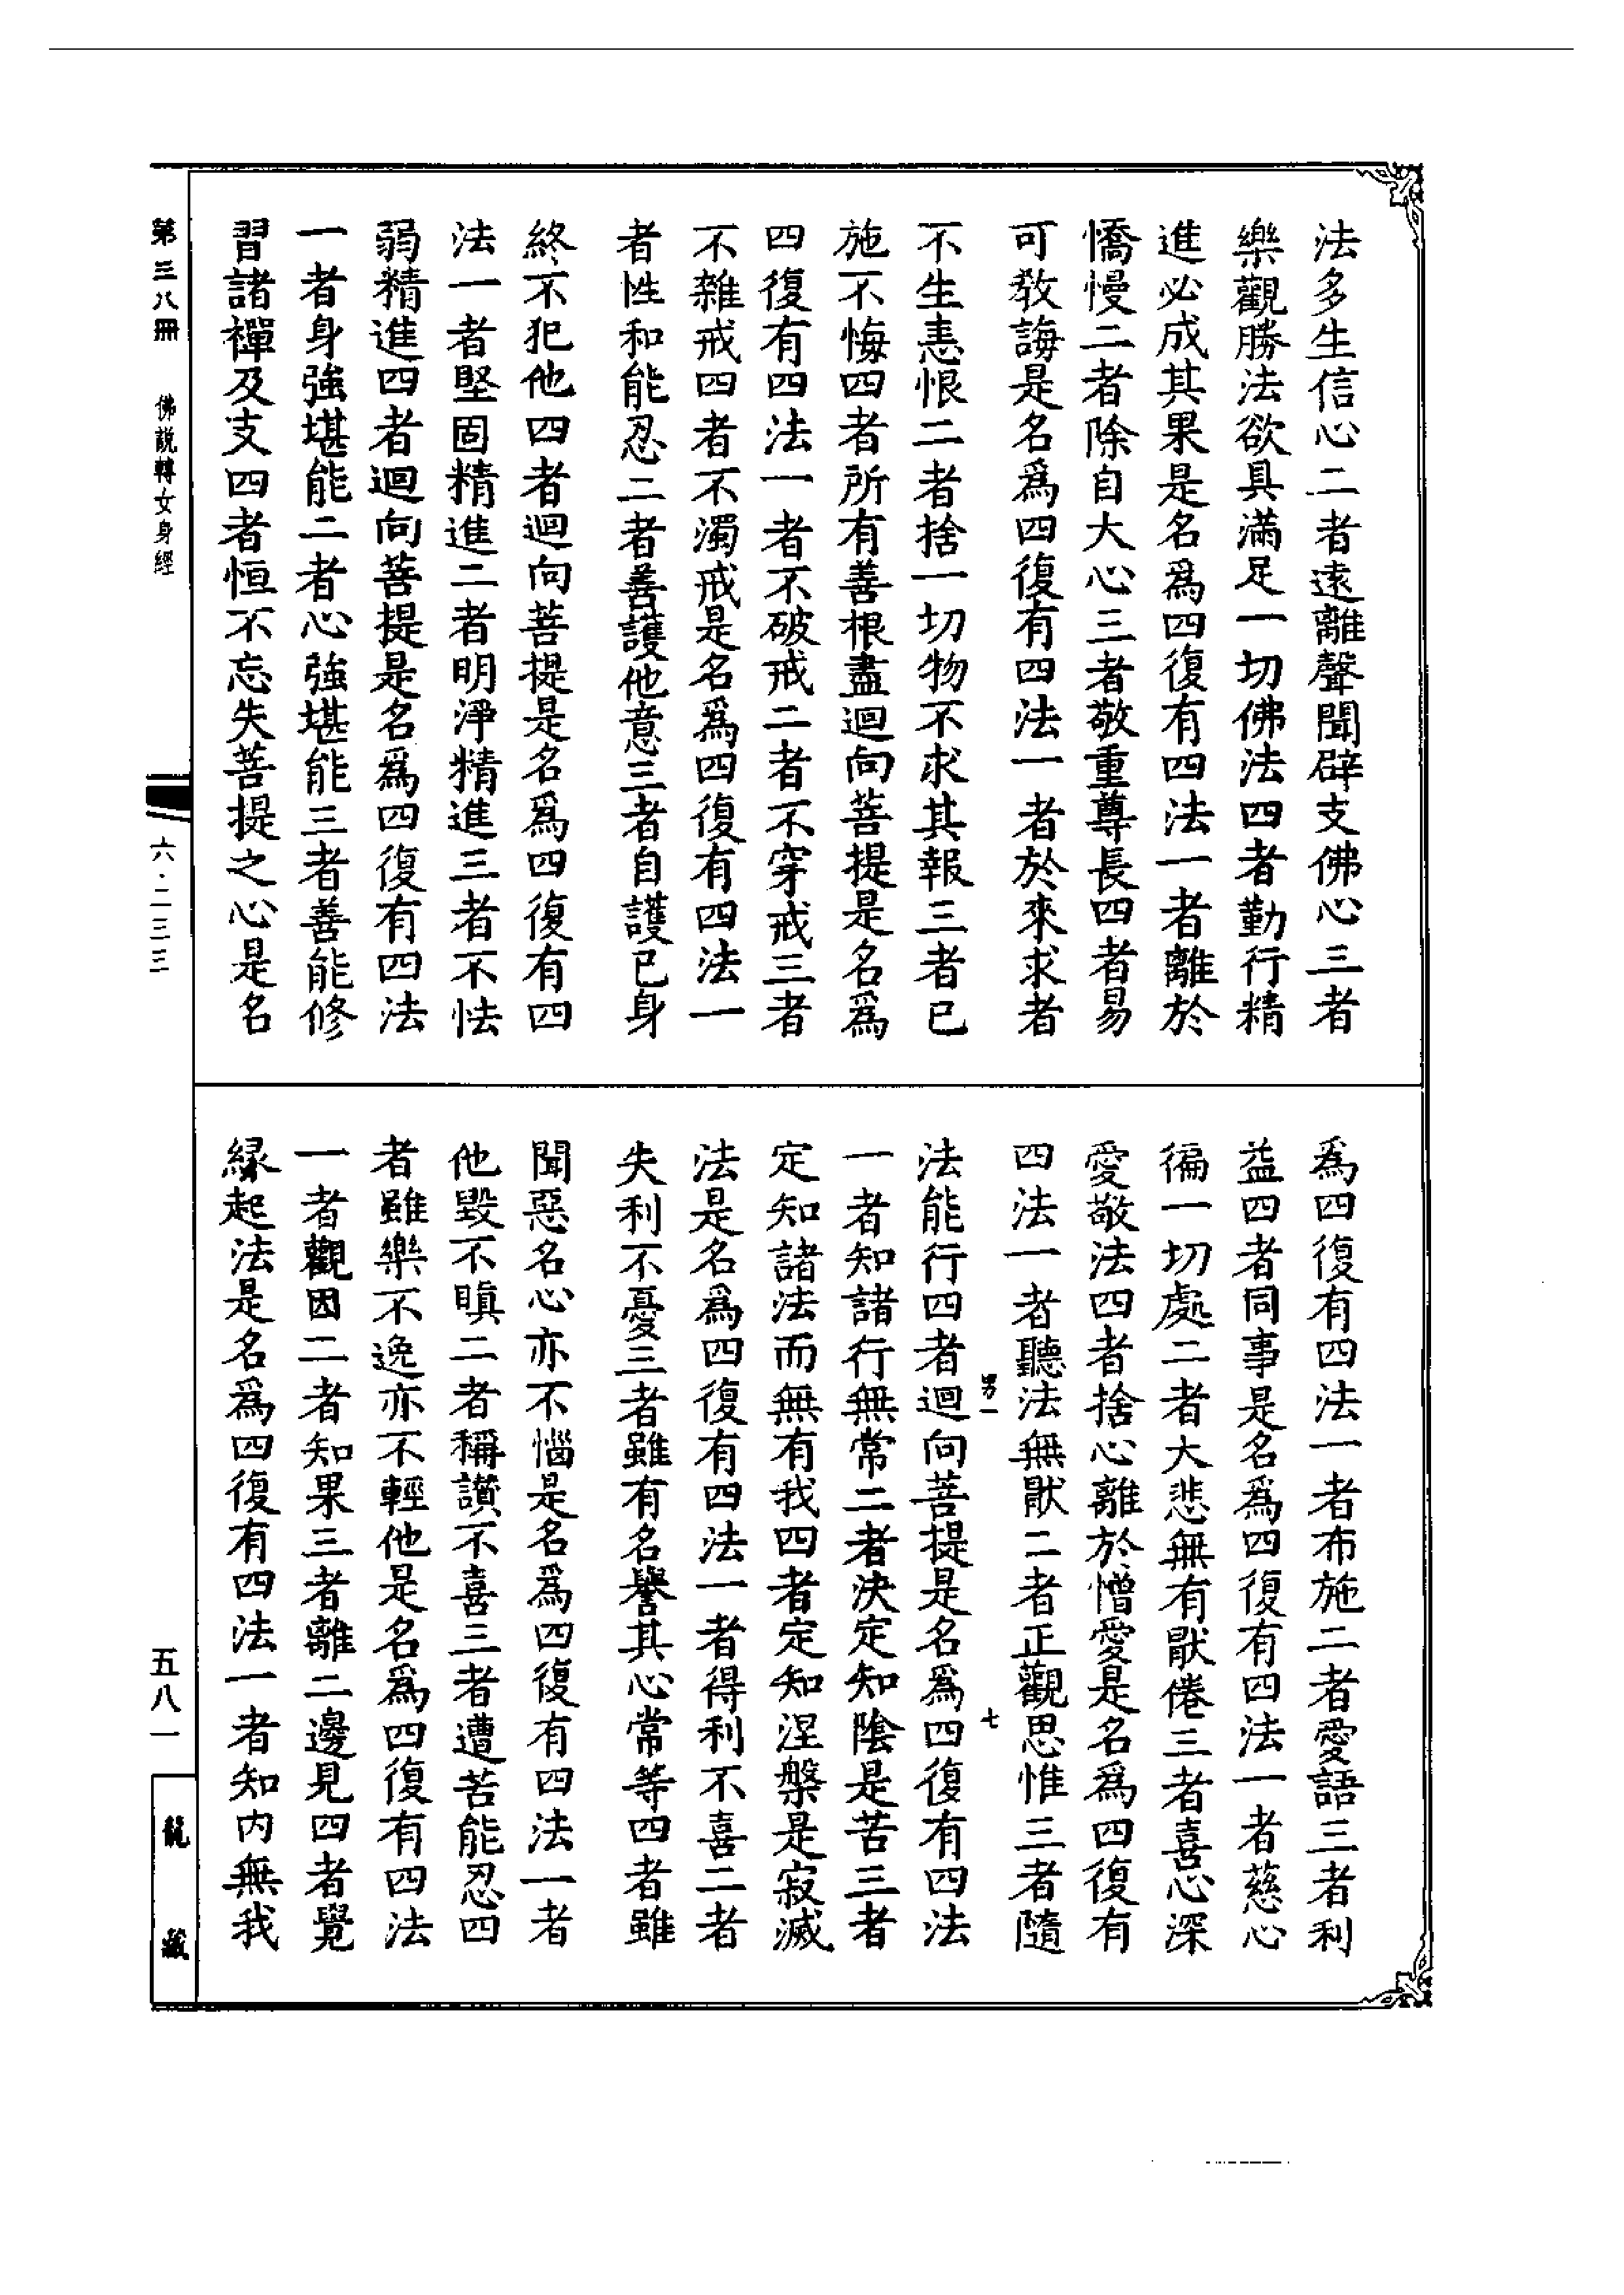 法多生信心二者遠離聲聞辟支佛心三者
樂觀勝法欲具滿足一切佛法四者勤行精
進必成其果是名爲四復有四法一者離於
憍慢二者除自大心三者敬重尊長四者易
可敎誨是名爲四復有四法一者於來求者
不生恚恨二者捨一切物不求其報三者已
施不悔四者所有善根盡迴向菩提是名爲
四復有四法一者不破戒二者不穿戒三者
不雜戒四者不濁戒是名爲四復有四法一
者性和能忍二者善護他意三者自護已身
終不犯他四者迴向菩提是名爲四復有四
法一者堅固精進二者明淨精進三者不怯
弱精進四者迴向菩提是名爲四復有四法
一者身強堪能二者心強堪能三者善能修
習諸禪及支四者恒不忘失菩提之心是名
爲四復有四法一者布施二者愛語三者利
益四者同事是名爲四復有四法一者慈心
徧一切處二者大悲無有猒倦三者喜心深
愛敬法四者捨心離於憎愛是名爲四復有
四法一者聽法無猒二者正觀思惟三者隨
男一 七
法能行四者迴向菩提是名爲四復有四法
一者知諸行無常二者決定知陰是苦三者
定知諸法而無有我四者定知涅槃是寂滅
法是名爲四復有四法一者得利不喜二者
失利不憂三者雖有名譽其心常等四者雖
聞惡名心亦不惱是名爲四復有四法一者
他毀不瞋二者稱讚不喜三者遭苦能忍四
者雖樂不逸亦不輕他是名爲四復有四法
一者觀因二者知果三者離二邊見四者覺
緣起法是名爲四復有四法一者知内無我
第三八冊 佛説轉女身經 六·二三三 五八一 龍藏